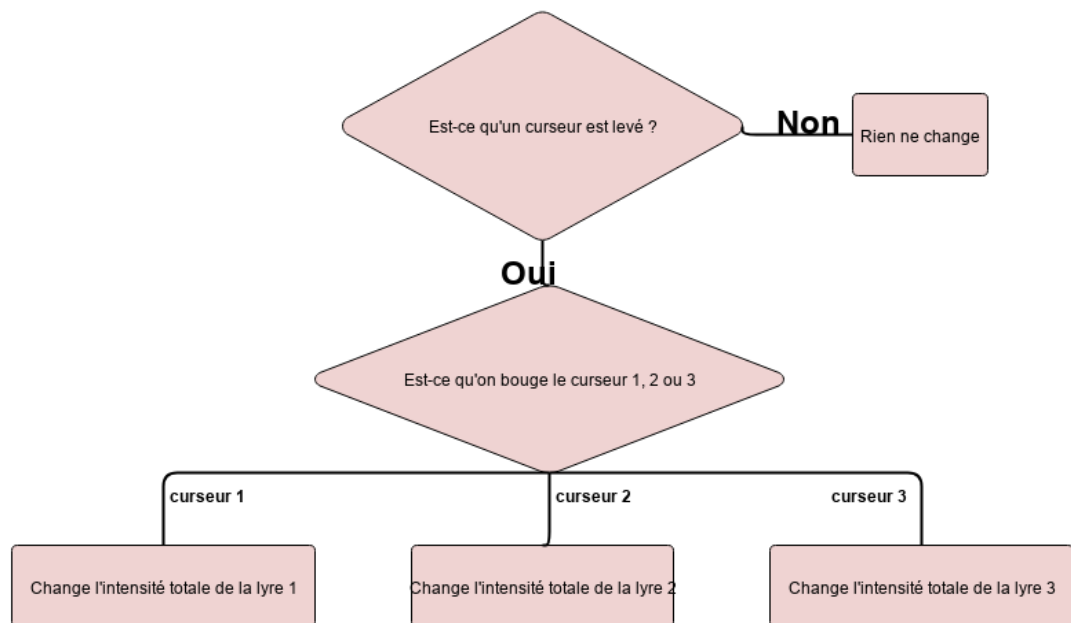 Est-ce qu'un curseur est levé ?
Non
Rien ne change
Oui
Est-ce qu'on bouge le curseur 1, 2 ou 3
curseur 1
curseur 2
curseur 3
Change l'intensité totale de la lyre 1
Change l'intensité totale de la lyre 2
Change l'intensité totale de la lyre 3